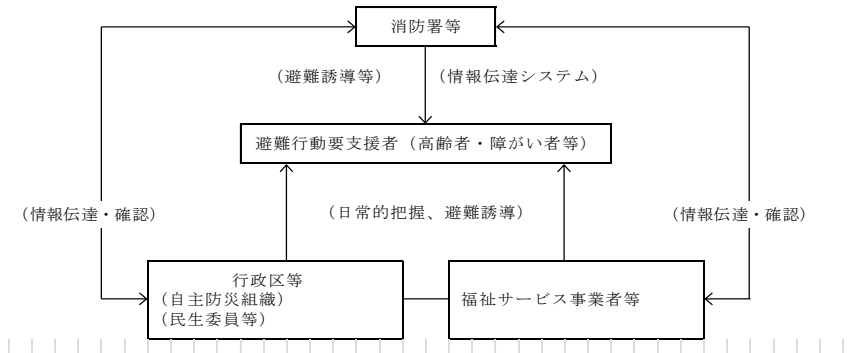 消防署等
（避難誘導等）
（情報伝達システム）
避難行動要支援者（高齢者・障がい者等）
（情報伝達・確認）
（日常的把握、避難誘導）
（情報伝達・確認）
行政区等
（自主防災組織）
（民生委員等）
福祉サービス事業者等